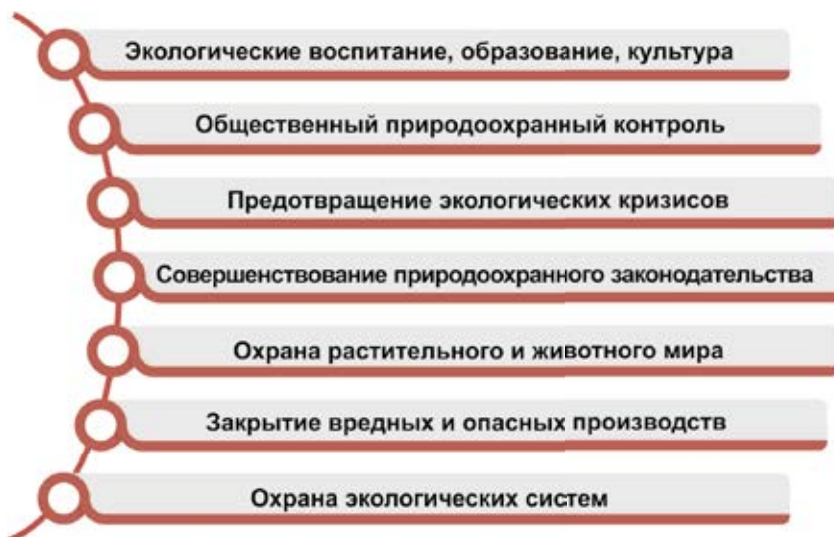 Экологические воспитание, образование, культура
Общественный природоохранный контроль
Предотвращение экологических кризисов
Совершенствование природоохранного законодательства
Охрана растительного и животного мира
Закрытие вредных и опасных производств
Охрана экологических систем